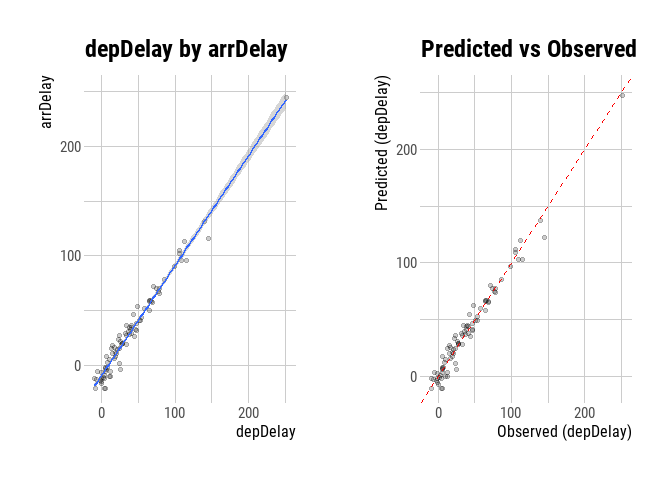 depDelay by arrDelay
arrDelay
200
100
0
0 100 200
depDelay
Predicted vs Observed
Predicted (depDelay)
200
100
0
0 100 200
Observed (depDelay)